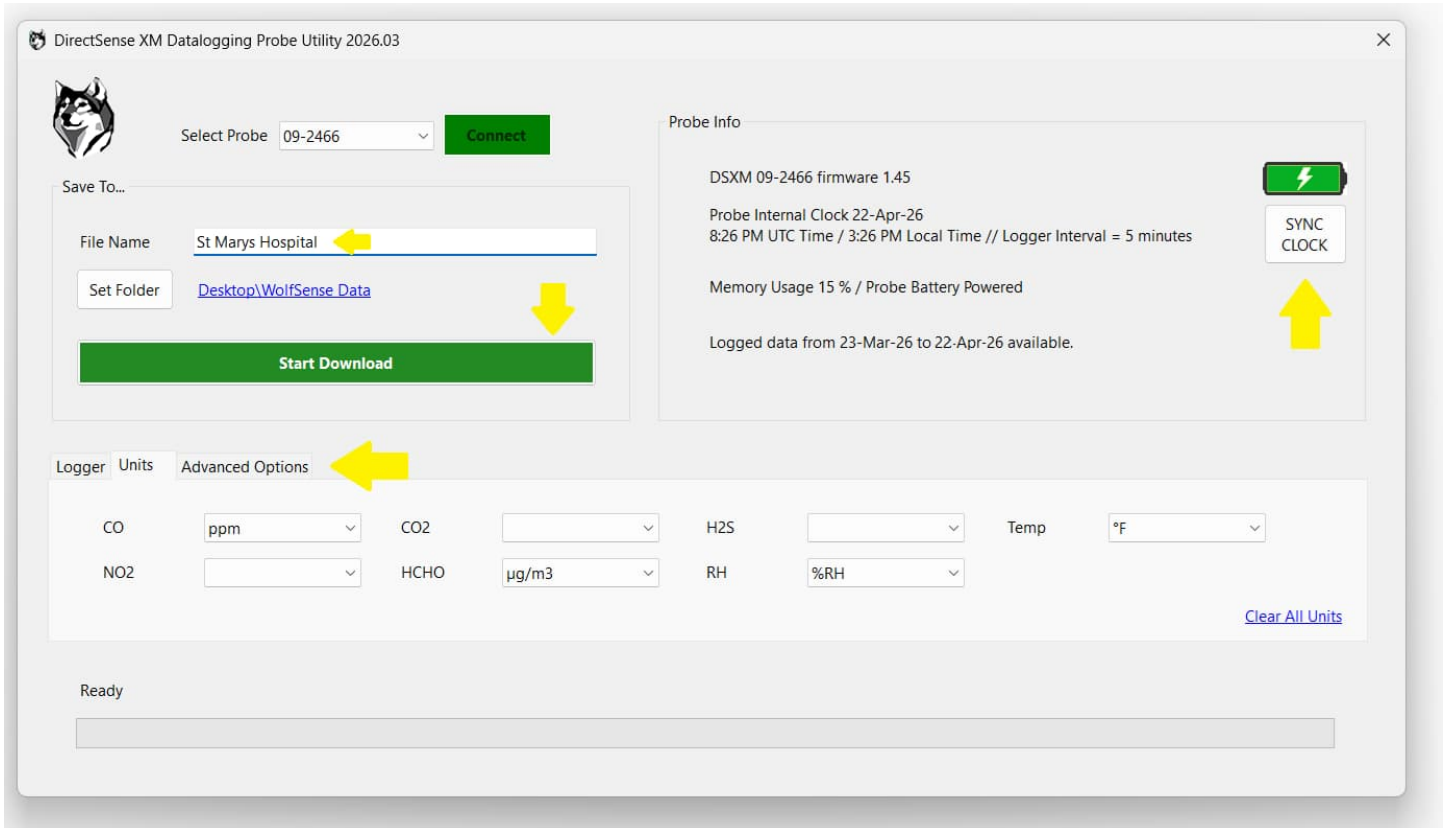 DirectSense XM Datalogging Probe Utility 2026.03
Select Probe 09-2466 Connect
Save To...
File Name St Marys Hospital
Set Folder Desktop\WolfSense Data
Start Download
Probe Info
DSXM 09-2466 firmware 1.45
Probe Internal Clock 22-Apr-26
8:26 PM UTC Time / 3:26 PM Local Time // Logger Interval = 5 minutes
Memory Usage 15 % / Probe Battery Powered
Logged data from 23-Mar-26 to 22-Apr-26 available.
SYNC
CLOCK
Logger Units Advanced Options
CO ppm CO2 H2S Temp °F
NO2 HCHO µg/m3 RH %RH
Clear All Units
Ready